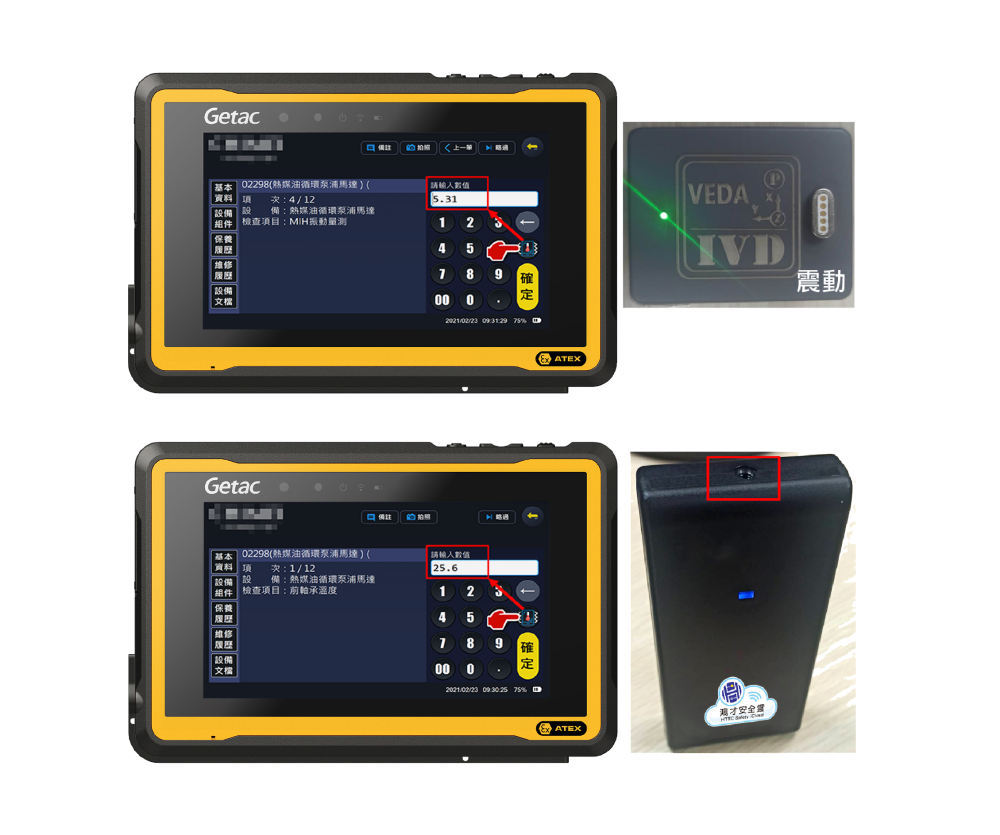 Getac
備註
拍照
上一筆
略過
基本
資料
設備
組件
保養
履歷
維修
履歷
設備
文檔
02298(熱媒油循環泵浦馬達) (
項 次:4/12
設 備:熱媒油循環泵浦馬達
檢查項目:MIH振動量測
請輸入數值
5.31
1 2 3
4 5
7 8 9
00 0 .
確
定
2021/02/23 09:31:29 75%
Ex ATEX
VEDA
P
X
Y
Z
IVD
震動
Getac
備註
拍照
略過
基本
資料
設備
組件
保養
履歷
維修
履歷
設備
文檔
02298(熱媒油循環泵浦馬達) (
項 次:1/12
設 備:熱媒油循環泵浦馬達
檢查項目:前軸承溫度
請輸入數值
25.6
1 2 3
4 5
7 8 9
00 0 .
確
定
2021/02/23 09:30:25 75%
Ex ATEX
鴻才安全雲
HTEC Safety iCloud